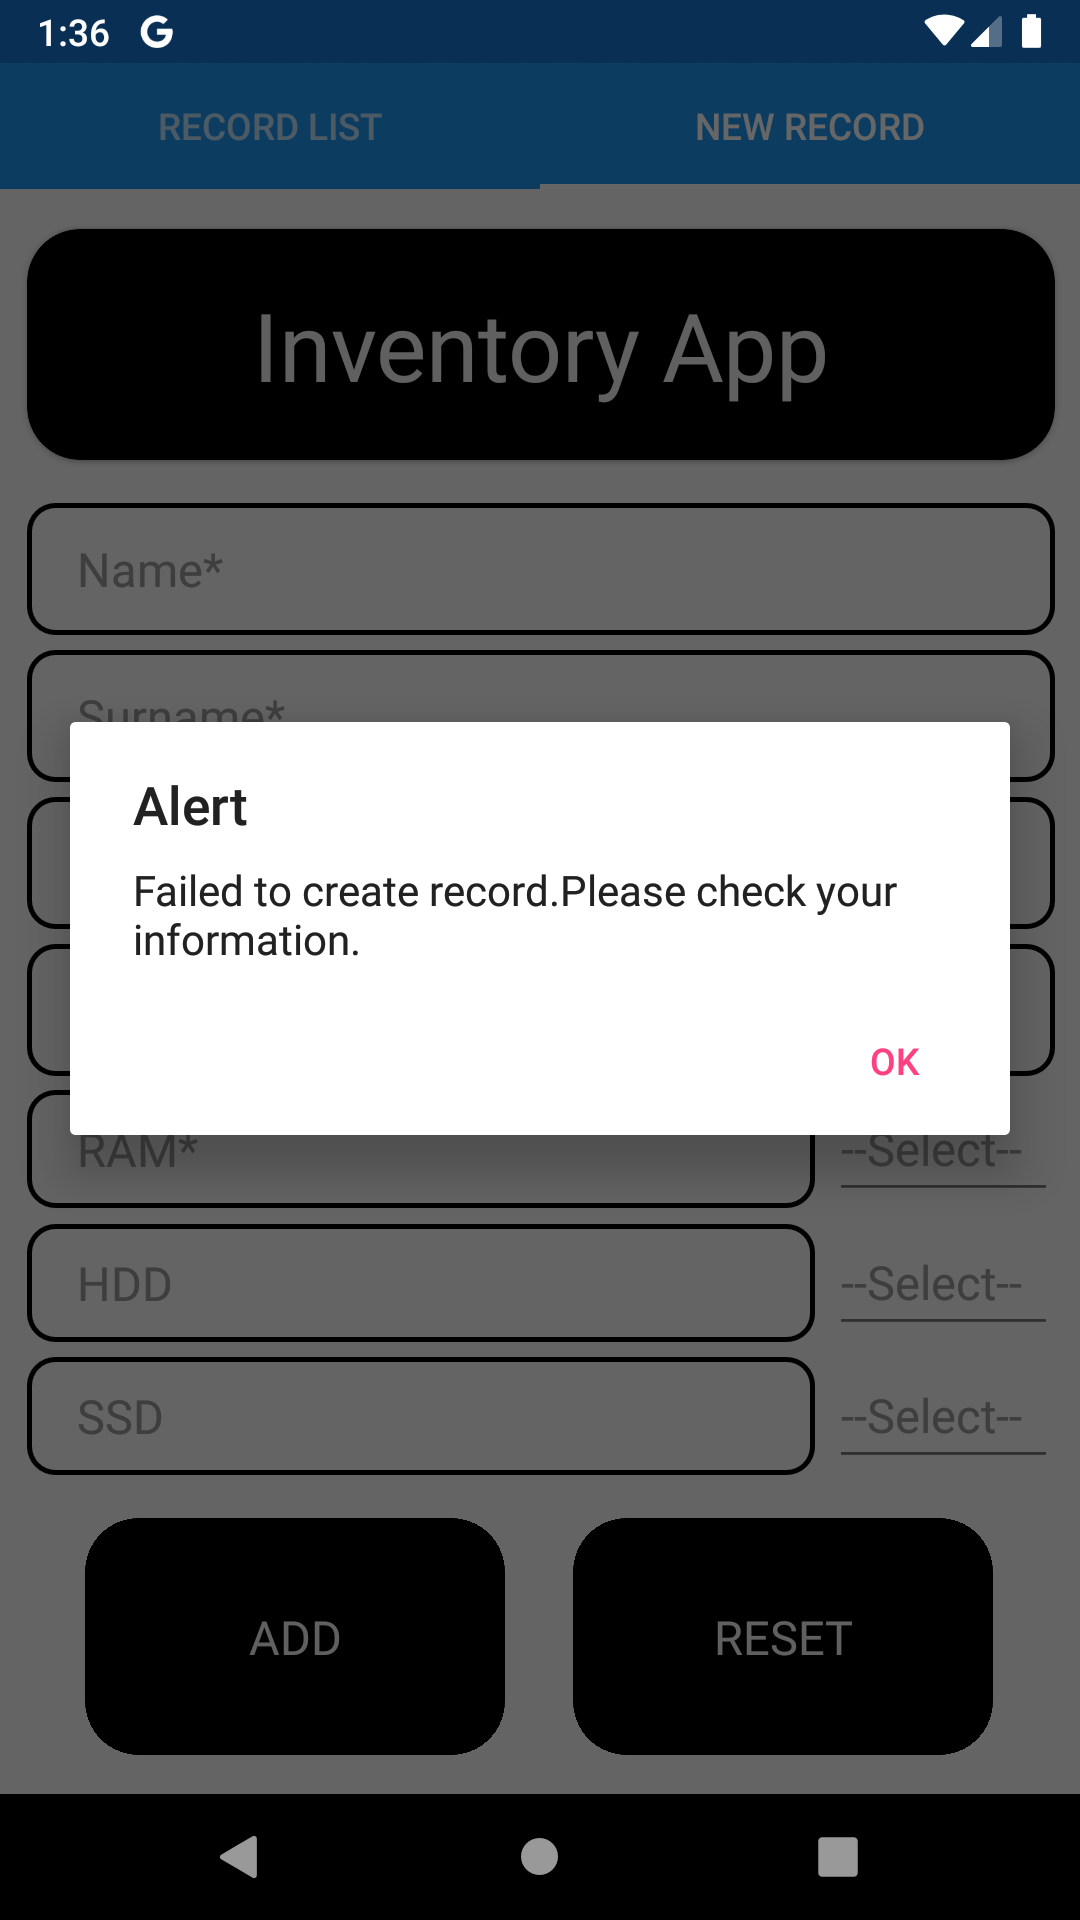 1:36
RECORD LIST
NEW RECORD
Inventory App
Name*
Surname*
Alert
Failed to create record.Please check your
information.
OK
RAM*
--Select--
HDD
--Select--
SSD
--Select--
ADD
RESET